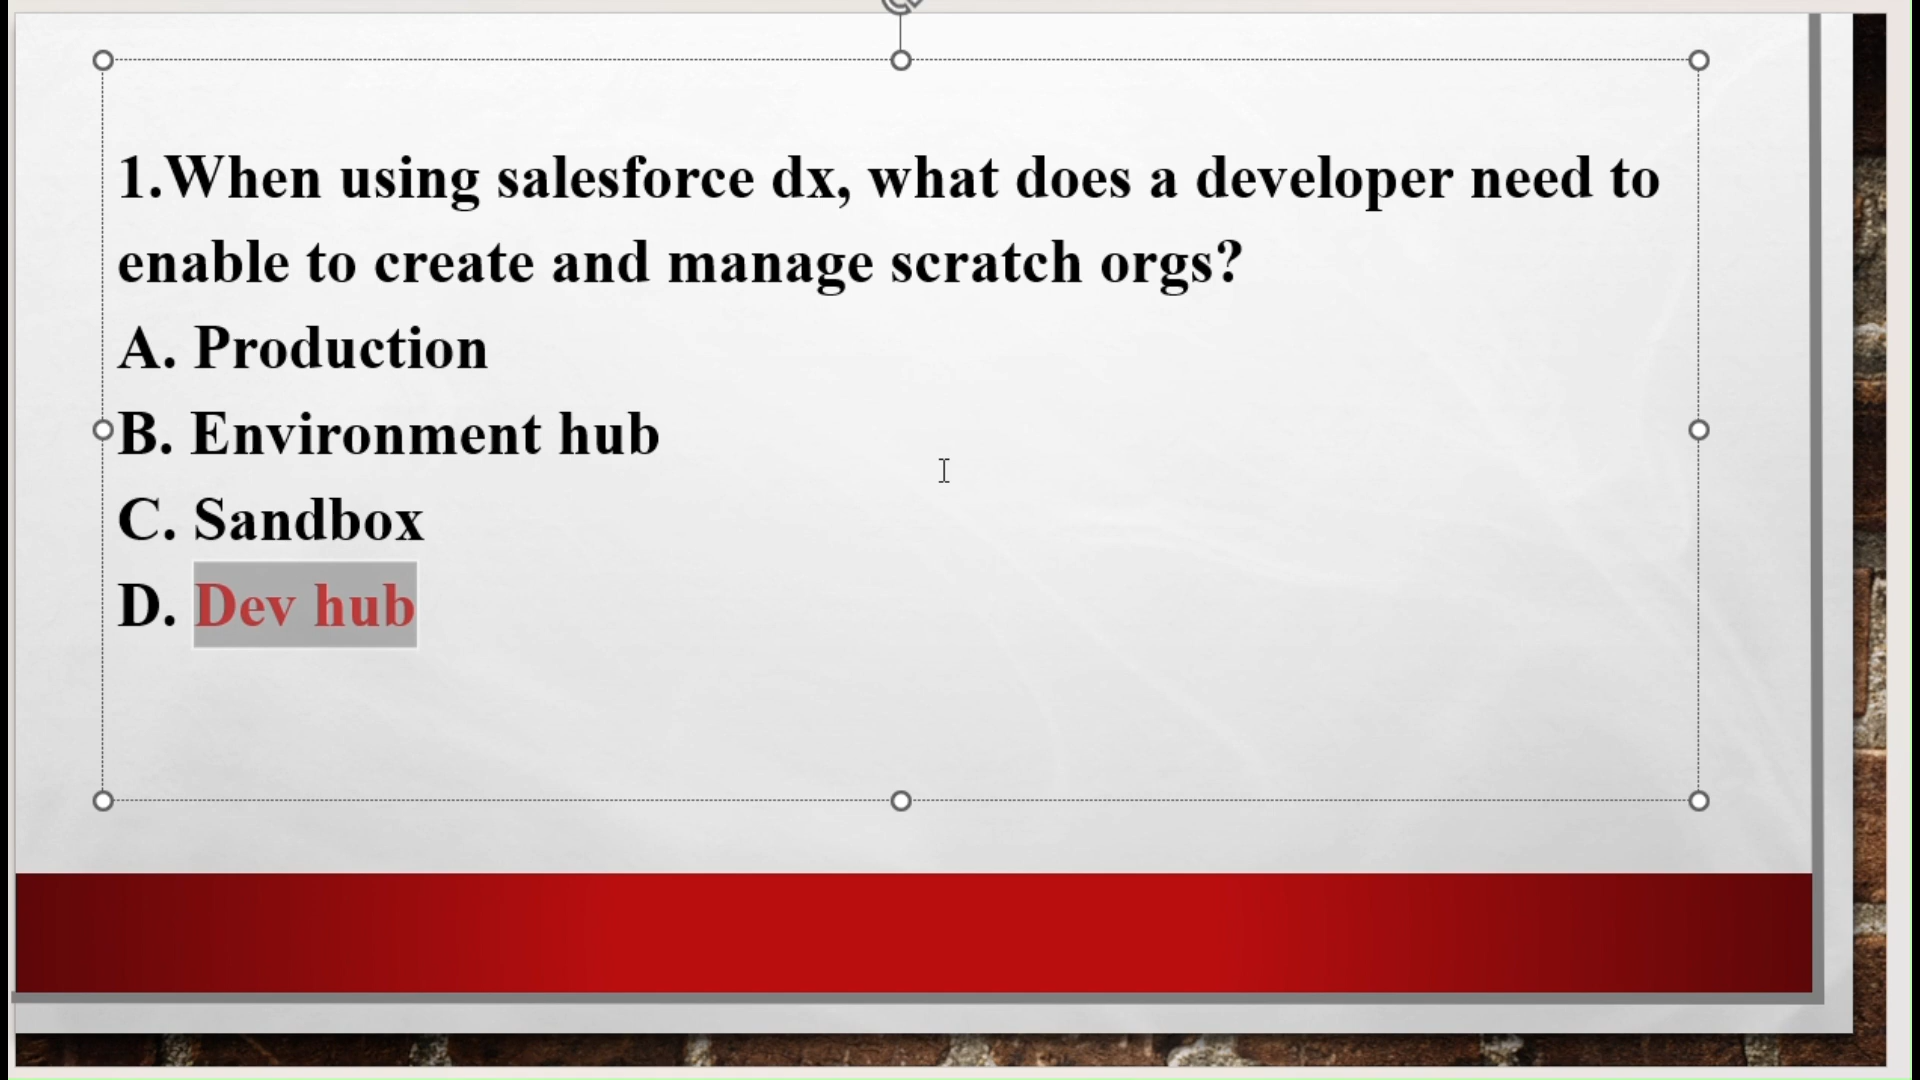 1.When using salesforce dx, what does a developer need to
enable to create and manage scratch orgs?
A. Production
B. Environment hub
C. Sandbox
D. Dev hub